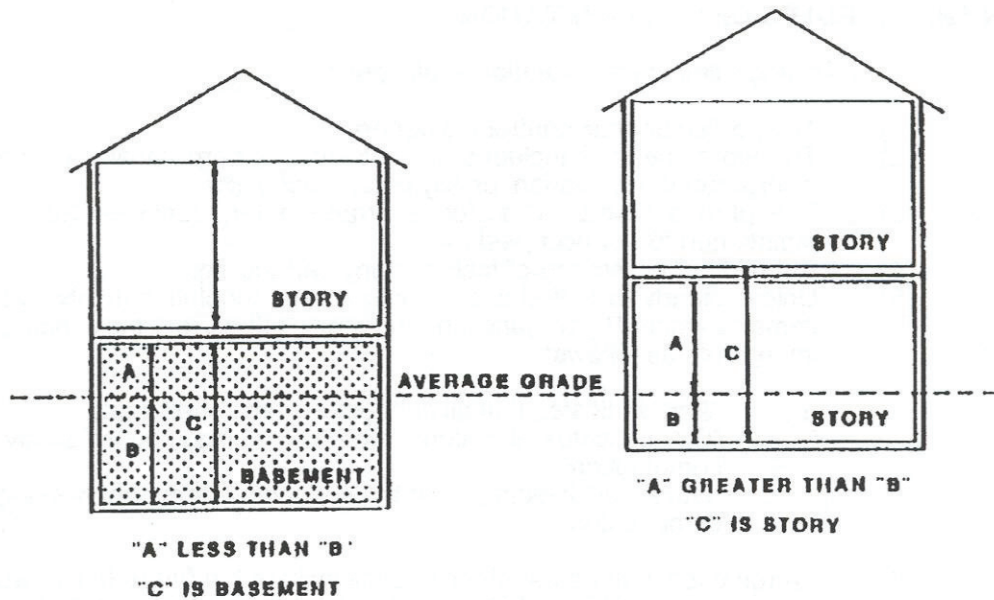 STORY
A
C
B
BASEMENT
"A" LESS THAN "B"
"C" IS BASEMENT
AVERAGE GRADE
STORY
A
C
B
STORY
"A" GREATER THAN "B"
"C" IS STORY